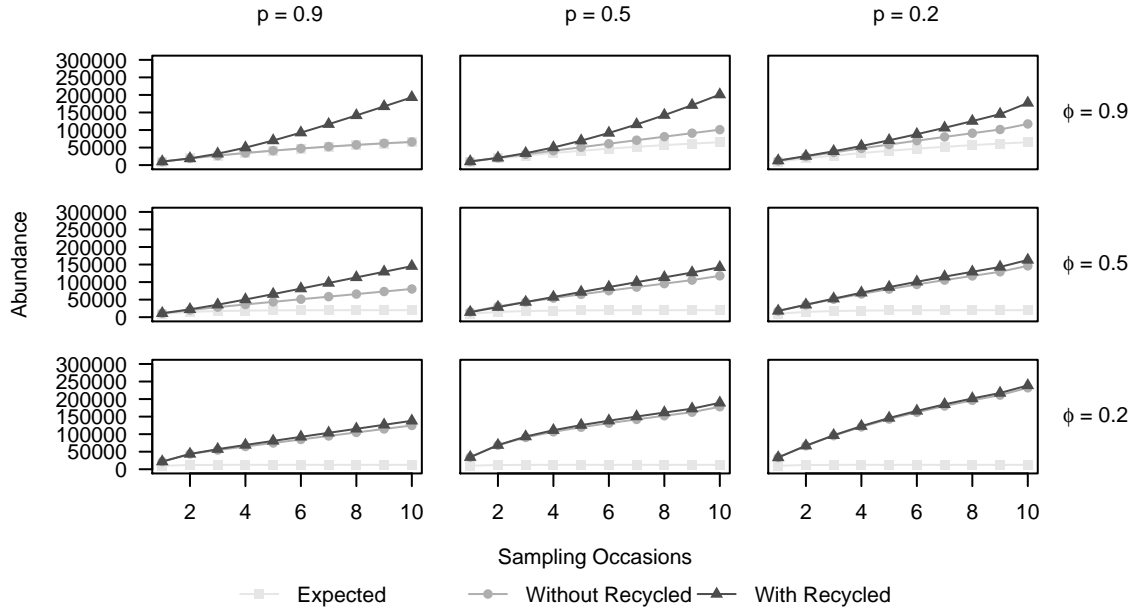 p = 0.9 p = 0.5 p = 0.2
300000
250000
200000
150000
100000
50000
0
ϕ = 0.9
300000
250000
200000
150000
100000
50000
0
ϕ = 0.5
Abundance
300000
250000
200000
150000
100000
50000
0
ϕ = 0.2
2 4 6 8 10 2 4 6 8 10 2 4 6 8 10
Sampling Occasions
Expected Without Recycled With Recycled